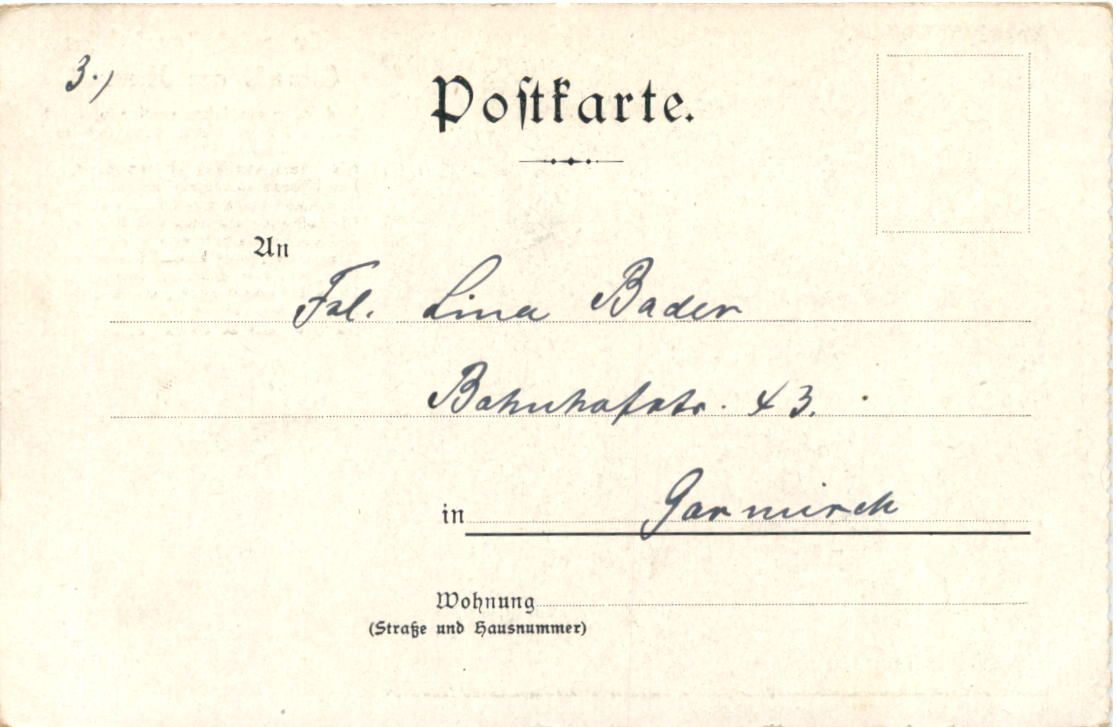 3.)
Postkarte.
An
Frl. Lina Bader
Bahnhofstr. 43.
in Garmisch
Wohnung
(Straße und Hausnummer)